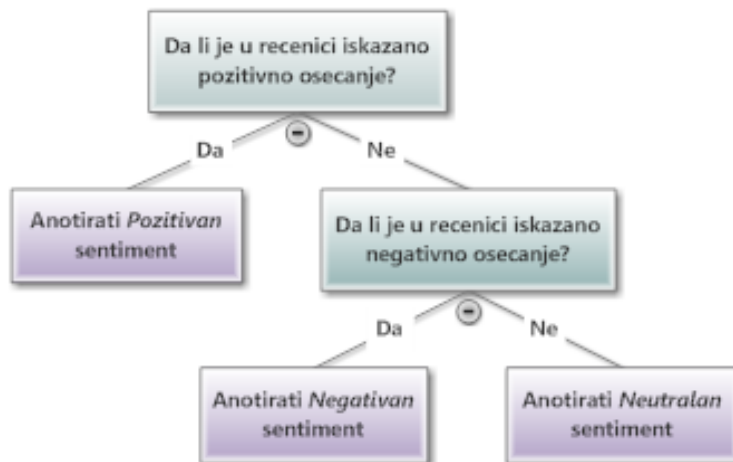 Da li je u recenici iskazano
pozitivno osecanje?
Da
Ne
Anotirati Pozitivan
sentiment
Da li je u recenici iskazano
negativno osecanje?
Da
Ne
Anotirati Negativan
sentiment
Anotirati Neutralan
sentiment